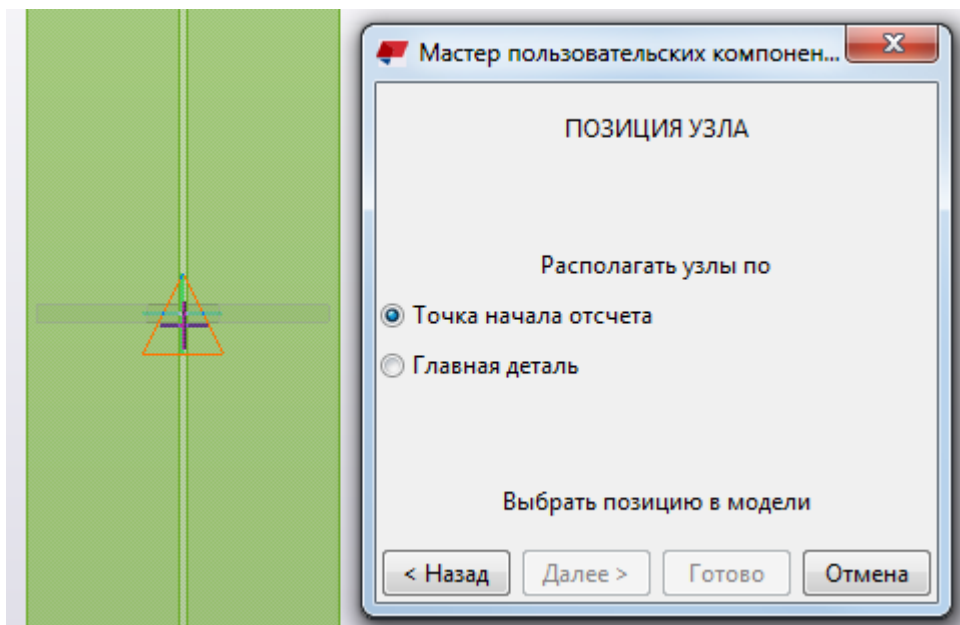 Мастер пользовательских компонен...
ПОЗИЦИЯ УЗЛА
Располагать узлы по
Точка начала отсчета
Главная деталь
Выбрать позицию в модели
< Назад Далее > Готово Отмена